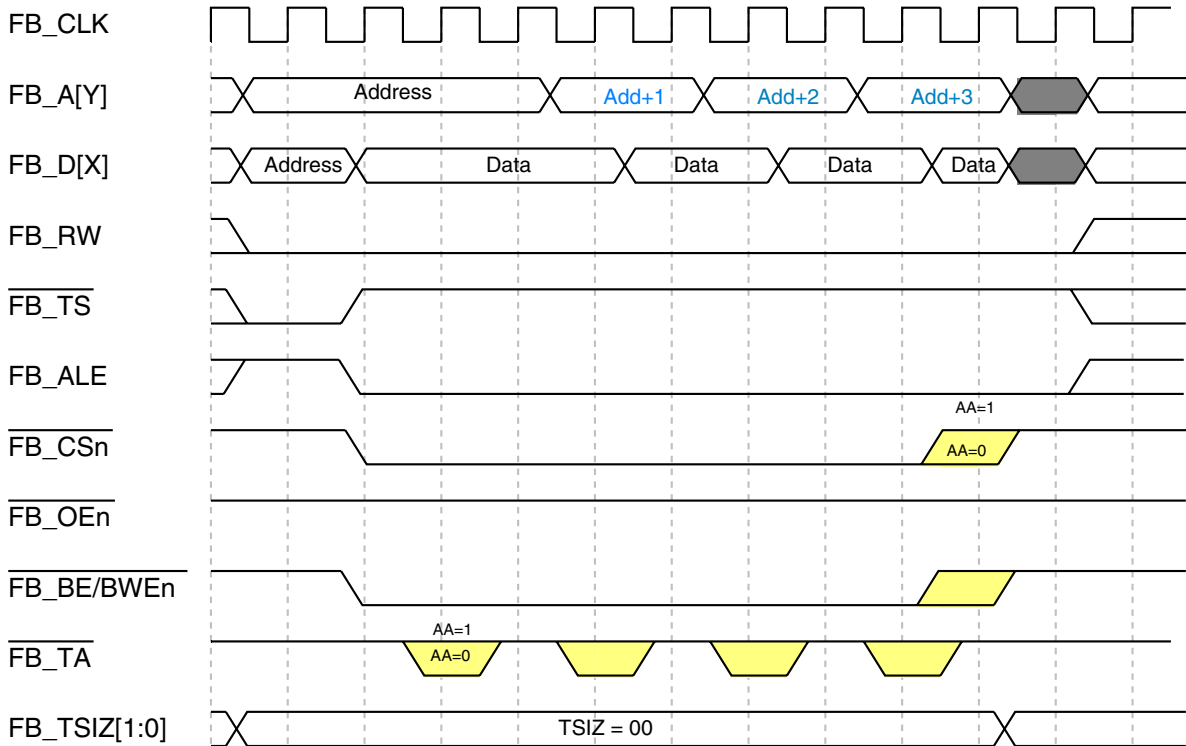 FB_CLK
FB_A[Y] Address Add+1 Add+2 Add+3
FB_D[X] Address Data Data Data Data
FB_RW
FB_TS
FB_ALE
AA=1
FB_CSn AA=0
FB_OEn
FB_BE/BWEn
AA=1
FB_TA AA=0
FB_TSIZ[1:0] TSIZ = 00